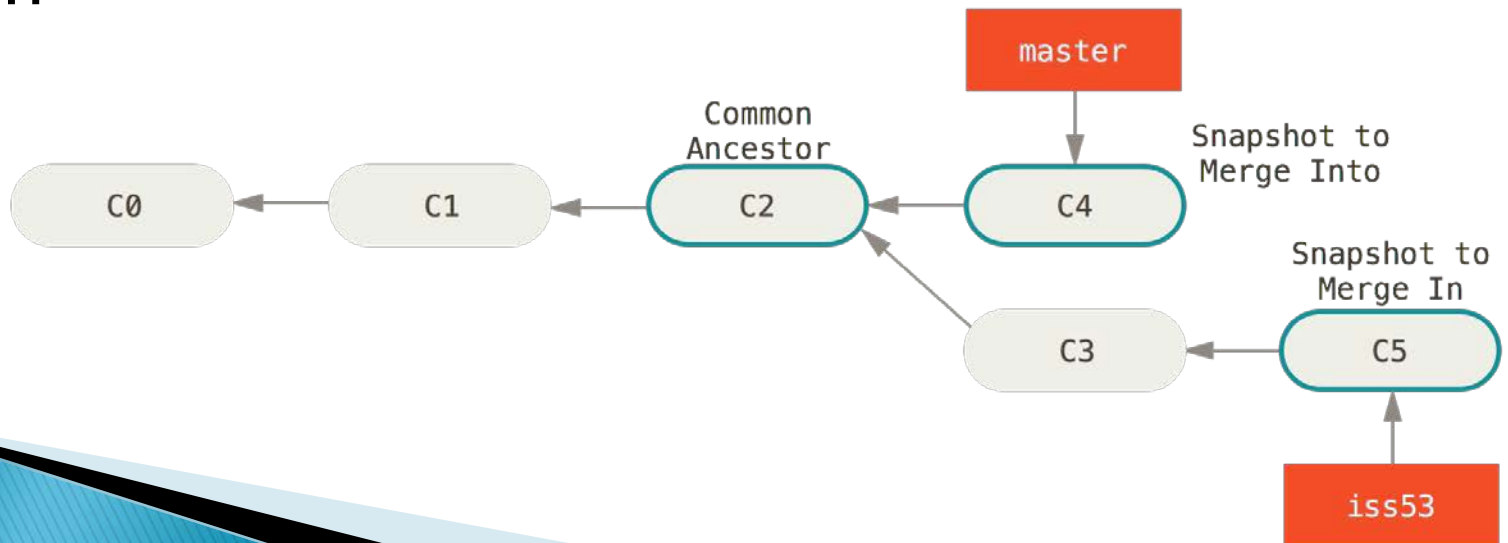 master
Common
Ancestor
Snapshot to
Merge Into
C0
C1
C2
C4
Snapshot to
Merge In
C3
C5
iss53